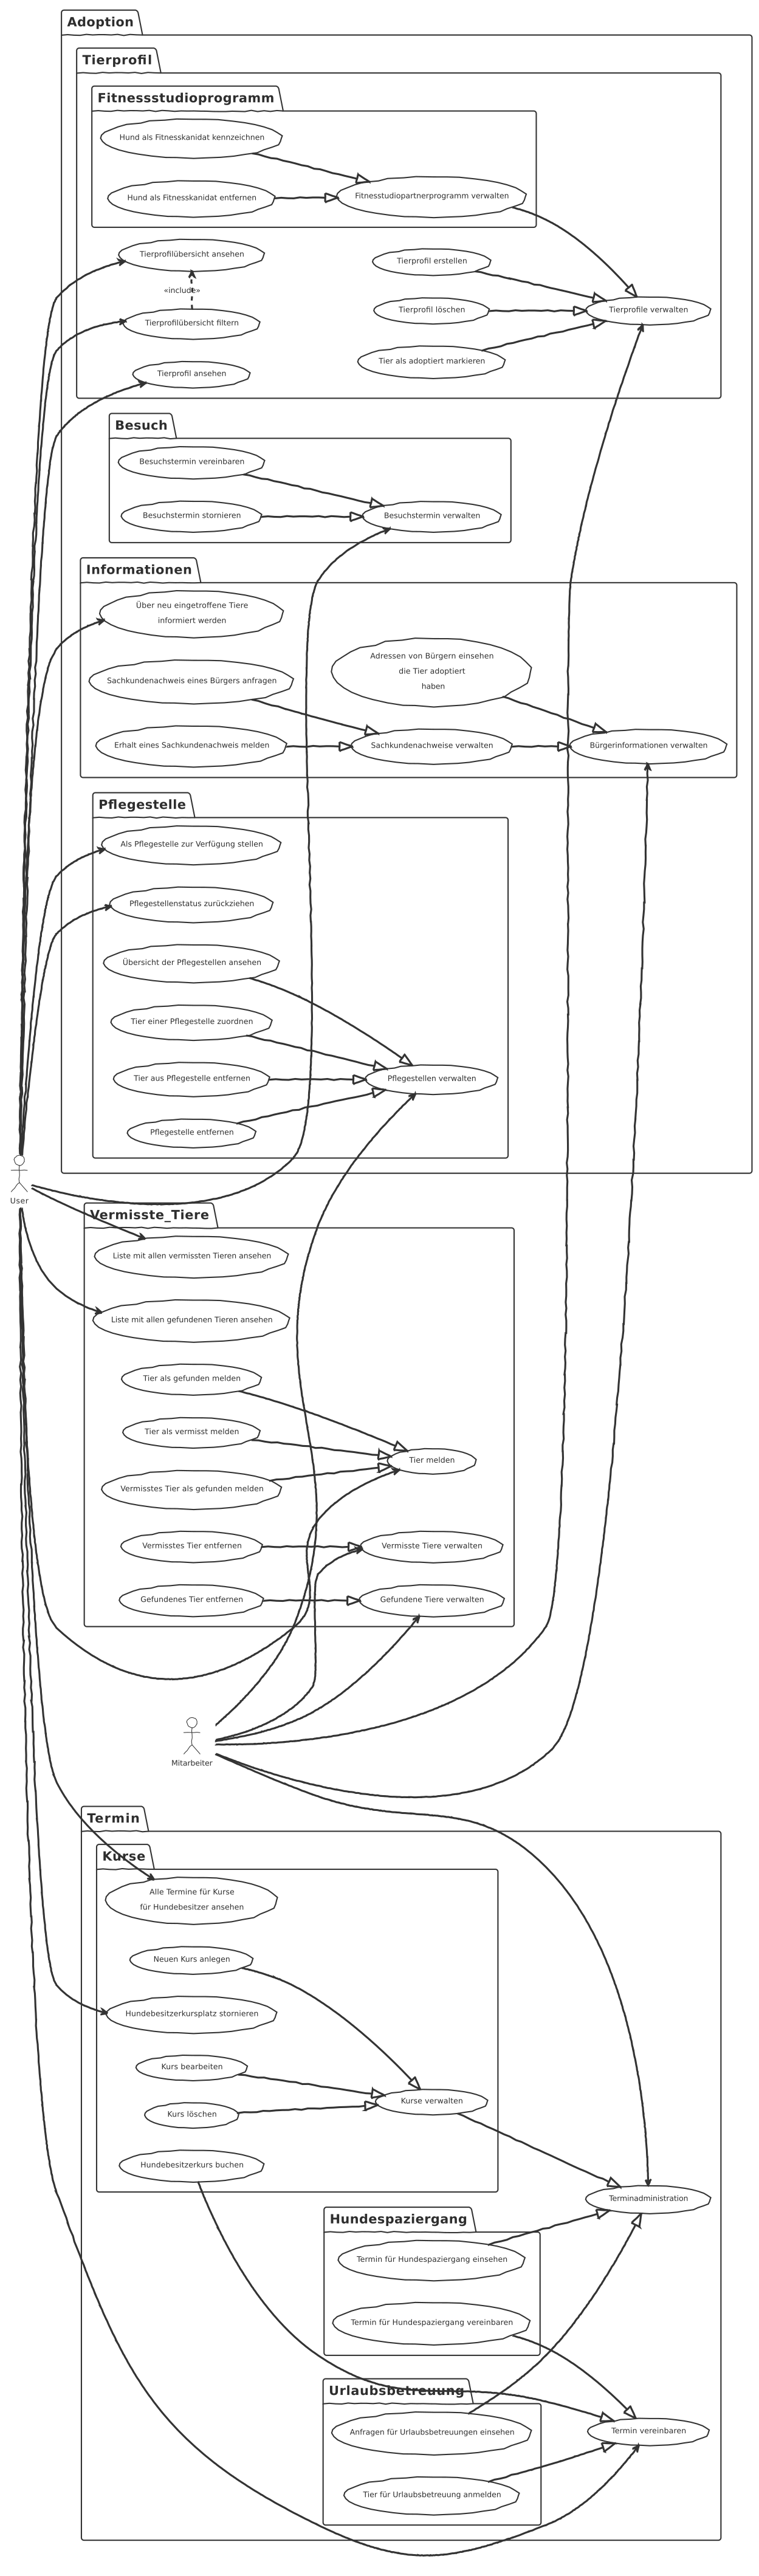 Adoption
Tierprofil
Fitnessstudioprogramm
Hund als Fitnesskanidat kennzeichnen
Hund als Fitnesskanidat entfernen
Fitnesstudiopartnerprogramm verwalten
Tierprofilübersicht ansehen
Tierprofil erstellen
«include»
Tierprofil löschen
Tierprofile verwalten
Tierprofilübersicht filtern
Tier als adoptiert markieren
Tierprofil ansehen
Besuch
Besuchstermin vereinbaren
Besuchstermin stornieren
Besuchstermin verwalten
Informationen
Über neu eingetroffene Tiere
informiert werden
Adressen von Bürgern einsehen
die Tier adoptiert
haben
Sachkundenachweis eines Bürgers anfragen
Erhalt eines Sachkundenachweis melden
Sachkundenachweise verwalten
Bürgerinformationen verwalten
Pflegestelle
Als Pflegestelle zur Verfügung stellen
Pflegestellenstatus zurückziehen
Übersicht der Pflegestellen ansehen
Tier einer Pflegestelle zuordnen
Tier aus Pflegestelle entfernen
Pflegestellen verwalten
Pflegestelle entfernen
User
Vermisste_Tiere
Liste mit allen vermissten Tieren ansehen
Liste mit allen gefundenen Tieren ansehen
Tier als gefunden melden
Tier als vermisst melden
Tier melden
Vermisstes Tier als gefunden melden
Vermisstes Tier entfernen
Vermisste Tiere verwalten
Gefundenes Tier entfernen
Gefundene Tiere verwalten
Mitarbeiter
Termin
Kurse
Alle Termine für Kurse
für Hundebesitzer ansehen
Neuen Kurs anlegen
Hundebesitzerkursplatz stornieren
Kurs bearbeiten
Kurse verwalten
Kurs löschen
Hundebesitzerkurs buchen
Terminadministration
Hundespaziergang
Termin für Hundespaziergang einsehen
Termin für Hundespaziergang vereinbaren
Urlaubsbetreuung
Anfragen für Urlaubsbetreuungen einsehen
Termin vereinbaren
Tier für Urlaubsbetreuung anmelden